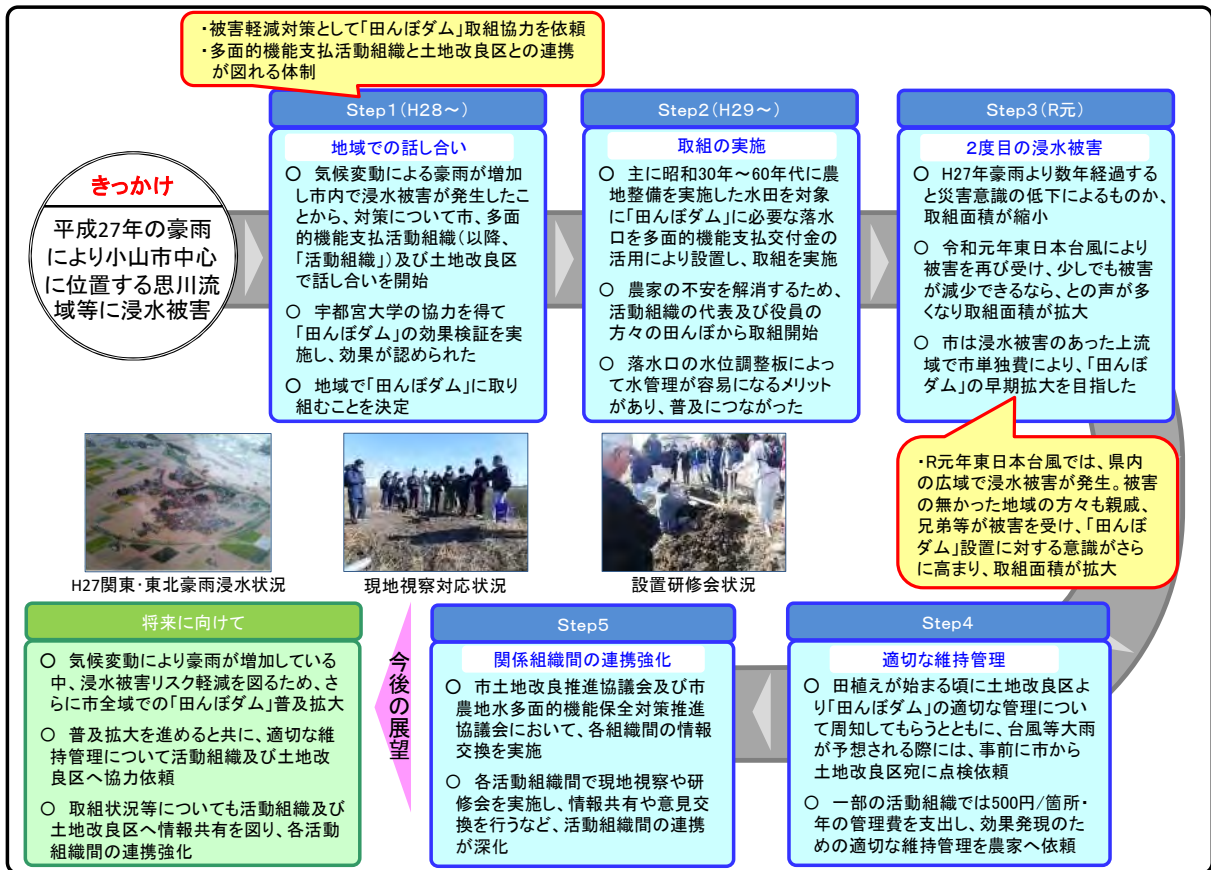 ・被害軽減対策として「田んぼダム」取組協力を依頼
・多面的機能支払活動組織と土地改良区との連携
が図れる体制
きっかけ
平成27年の豪雨
により小山市中心
に位置する思川流
域等に浸水被害
Step1(H28～)
地域での話し合い
○ 気候変動による豪雨が増加
し市内で浸水被害が発生したこ
とから、対策について市、多面
的機能支払活動組織(以降、
「活動組織」)及び土地改良区
で話し合いを開始
○ 宇都宮大学の協力を得て
「田んぼダム」の効果検証を実
施し、効果が認められた
○ 地域で「田んぼダム」に取り
組むことを決定
Step2(H29～)
取組の実施
○ 主に昭和30年～60年代に農
地整備を実施した水田を対象
に「田んぼダム」に必要な落水
口を多面的機能支払交付金の
活用により設置し、取組を実施
○ 農家の不安を解消するため、
活動組織の代表及び役員の
方々の田んぼから取組開始
○ 落水口の水位調整板によっ
て水管理が容易になるメリット
があり、普及につながった
Step3(R元)
2度目の浸水被害
○ H27年豪雨より数年経過する
と災害意識の低下によるものか、
取組面積が縮小
○ 令和元年東日本台風により
被害を再び受け、少しでも被害
が減少できるなら、との声が多
くなり取組面積が拡大
○ 市は浸水被害のあった上流
域で市単独費により、「田んぼ
ダム」の早期拡大を目指した
・R元年東日本台風では、県内
の広域で浸水被害が発生。被害
の無かった地域の方々も親戚、
兄弟等が被害を受け、「田んぼ
ダム」設置に対する意識がさら
に高まり、取組面積が拡大
H27関東・東北豪雨浸水状況
現地視察対応状況
設置研修会状況
Step4
適切な維持管理
○ 田植えが始まる頃に土地改良区よ
り「田んぼダム」の適切な管理について
周知してもらうとともに、台風等大雨
が予想される際には、事前に市から
土地改良区宛に点検依頼
○ 一部の活動組織では500円/箇所・
年の管理費を支出し、効果発現のた
めの適切な維持管理を農家へ依頼
Step5
関係組織間の連携強化
○ 市土地改良推進協議会及び市
農地水多面的機能保全対策推進
協議会において、各組織間の情報
交換を実施
○ 各活動組織間で現地視察や研
修会を実施し、情報共有や意見交
換を行うなど、活動組織間の連携
が深化
今後の展望
将来に向けて
○ 気候変動により豪雨が増加している
中、浸水被害リスク軽減を図るため、さ
らに市全域での「田んぼダム」普及拡大
○ 普及拡大を進めると共に、適切な維
持管理について活動組織及び土地改
良区へ協力依頼
○ 取組状況等についても活動組織及び
土地改良区へ情報共有を図り、各活動
組織間の連携強化